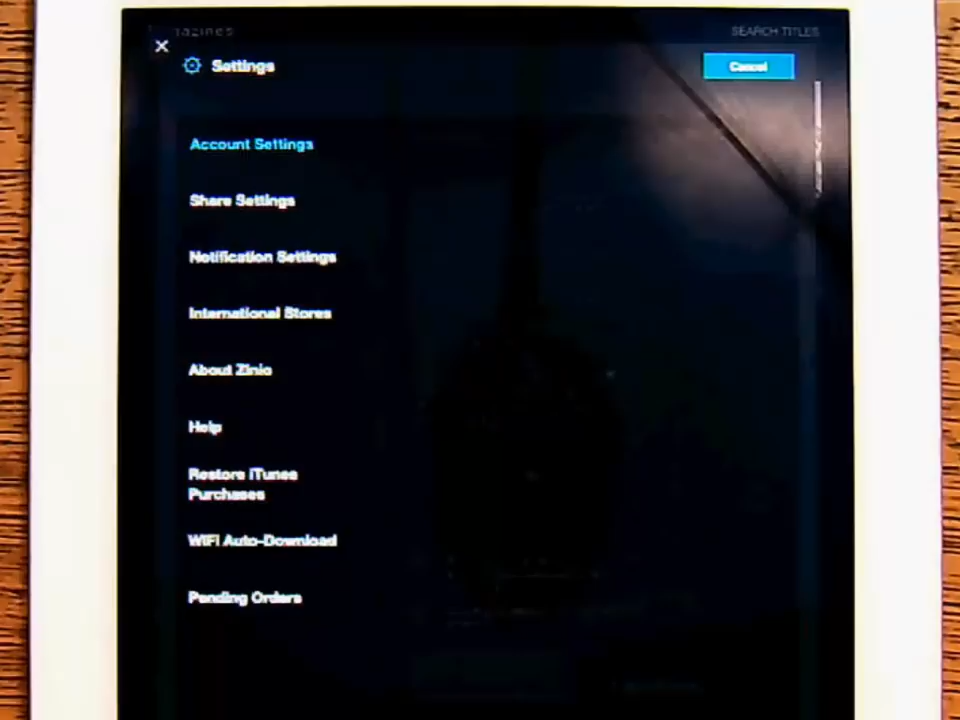 SEARCH TITLES
Settings
Cancel
Account Settings
Share Settings
Notification Settings
International Stores
About Zinio
Help
Restore iTunes
Purchases
WiFi Auto-Download
Pending Orders